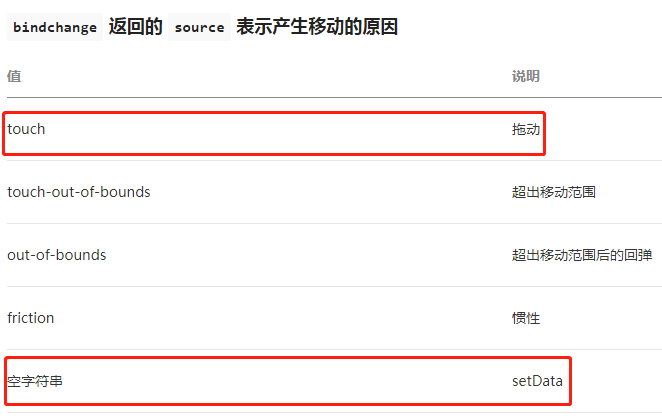 bindchange 返回的 source 表示产生移动的原因
值 说明
touch 拖动
touch-out-of-bounds 超出移动范围
out-of-bounds 超出移动范围后的回弹
friction 惯性
空字符串 setData